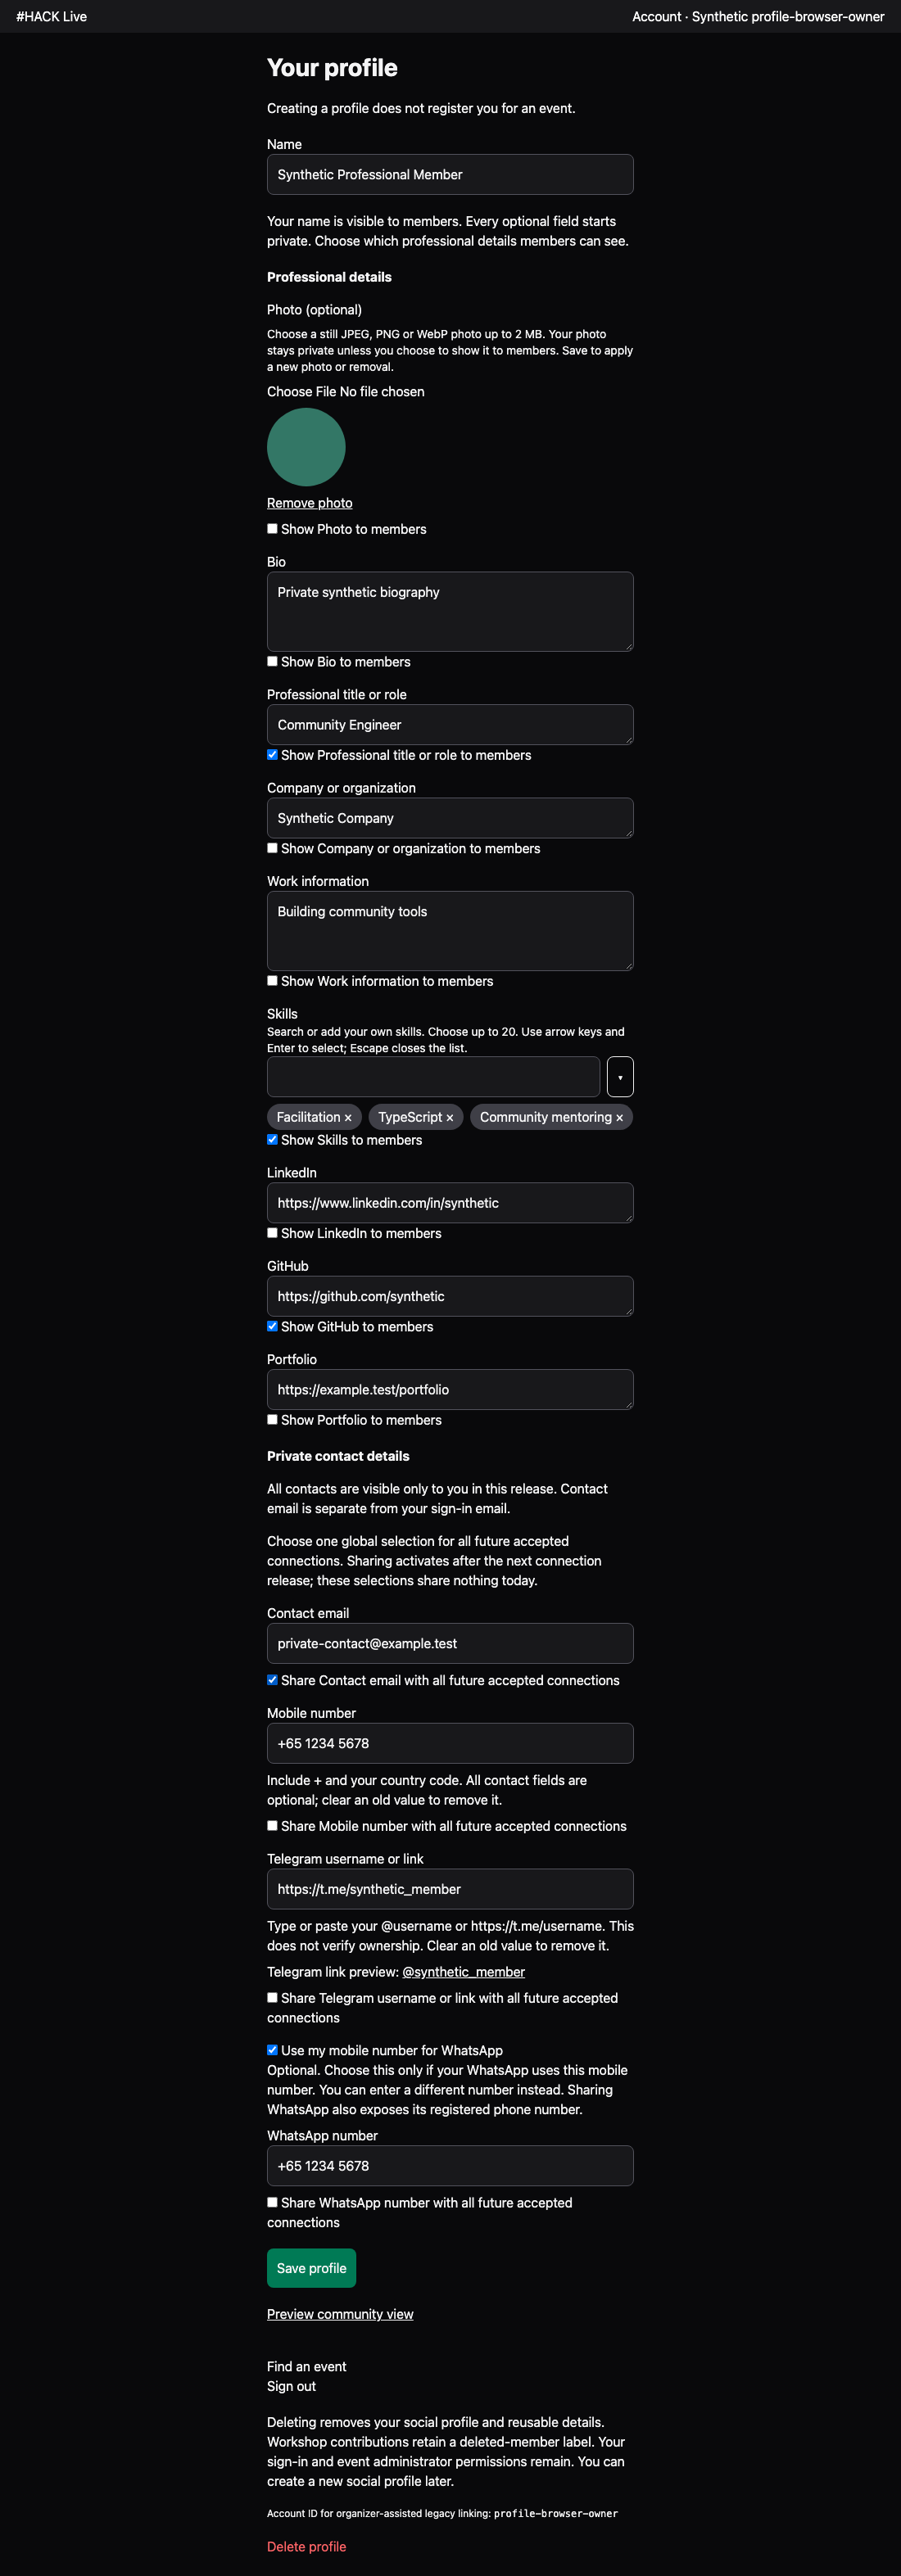 #HACK Live
Account · Synthetic profile-browser-owner
Your profile
Creating a profile does not register you for an event.
Name
Synthetic Professional Member
Your name is visible to members. Every optional field starts
private. Choose which professional details members can see.
Professional details
Photo (optional)
Choose a still JPEG, PNG or WebP photo up to 2 MB. Your photo
stays private unless you choose to show it to members. Save to apply
a new photo or removal.
Choose File No file chosen
Remove photo
Show Photo to members
Bio
Private synthetic biography
Show Bio to members
Professional title or role
Community Engineer
Show Professional title or role to members
Company or organization
Synthetic Company
Show Company or organization to members
Work information
Building community tools
Show Work information to members
Skills
Search or add your own skills. Choose up to 20. Use arrow keys and
Enter to select; Escape closes the list.
Facilitation × TypeScript × Community mentoring ×
Show Skills to members
LinkedIn
https://www.linkedin.com/in/synthetic
Show LinkedIn to members
GitHub
https://github.com/synthetic
Show GitHub to members
Portfolio
https://example.test/portfolio
Show Portfolio to members
Private contact details
All contacts are visible only to you in this release. Contact
email is separate from your sign-in email.
Choose one global selection for all future accepted
connections. Sharing activates after the next connection
release; these selections share nothing today.
Contact email
private-contact@example.test
Share Contact email with all future accepted connections
Mobile number
+65 1234 5678
Include + and your country code. All contact fields are
optional; clear an old value to remove it.
Share Mobile number with all future accepted connections
Telegram username or link
https://t.me/synthetic_member
Type or paste your @username or https://t.me/username. This
does not verify ownership. Clear an old value to remove it.
Telegram link preview: @synthetic_member
Share Telegram username or link with all future accepted
connections
Use my mobile number for WhatsApp
Optional. Choose this only if your WhatsApp uses this mobile
number. You can enter a different number instead. Sharing
WhatsApp also exposes its registered phone number.
WhatsApp number
+65 1234 5678
Share WhatsApp number with all future accepted
connections
Save profile
Preview community view
Find an event
Sign out
Deleting removes your social profile and reusable details.
Workshop contributions retain a deleted-member label. Your
sign-in and event administrator permissions remain. You can
create a new social profile later.
Account ID for organizer-assisted legacy linking: profile-browser-owner
Delete profile